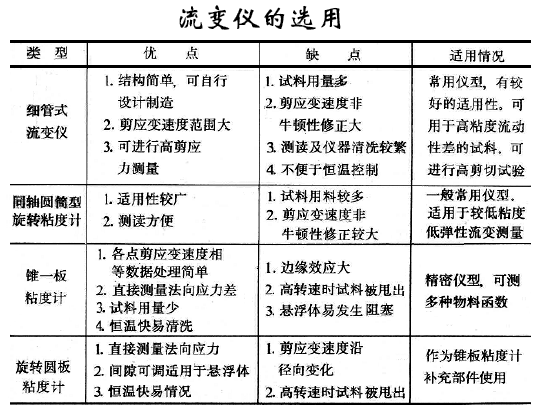 流变仪的选用
类型
优点
缺点
适用情况
细管式
流变仪
1. 结构简单，可自行
设计制造
2. 剪应变速度范围大
3. 可进行高剪应
力测量
1. 试料用量多
2. 剪应变速度非
牛顿性修正大
3. 测读及仪器清洗较繁
4. 不便于恒温控制
常用仪型，有较
好的适用性。可
用于高粘度流动
性差的试料，可
进行高剪切试验
同轴圆筒型
旋转粘度计
1. 适用性较广
2. 测读方便
1. 试料用料较多
2. 剪应变速度非
牛顿性修正较大
一般常用仪型，
适用于较低粘度
低弹性流变测量
锥一板
粘度计
1. 各点剪应变速度相
等数据处理简单
2. 直接测量法向应力差
3. 试料用量少
4. 恒温快易清洗
1. 边缘效应大
2. 高转速时试料被甩出
3. 悬浮体易发生阻塞
精密仪型，可测
多种物料函数
旋转圆板
粘度计
1. 直接测量法向应力
2. 间隙可调适用于悬浮体
3. 恒温快易情况
1. 剪应变速度沿
径向变化
2. 高转速时试料被甩出
作为锥板粘度计
补充部件使用